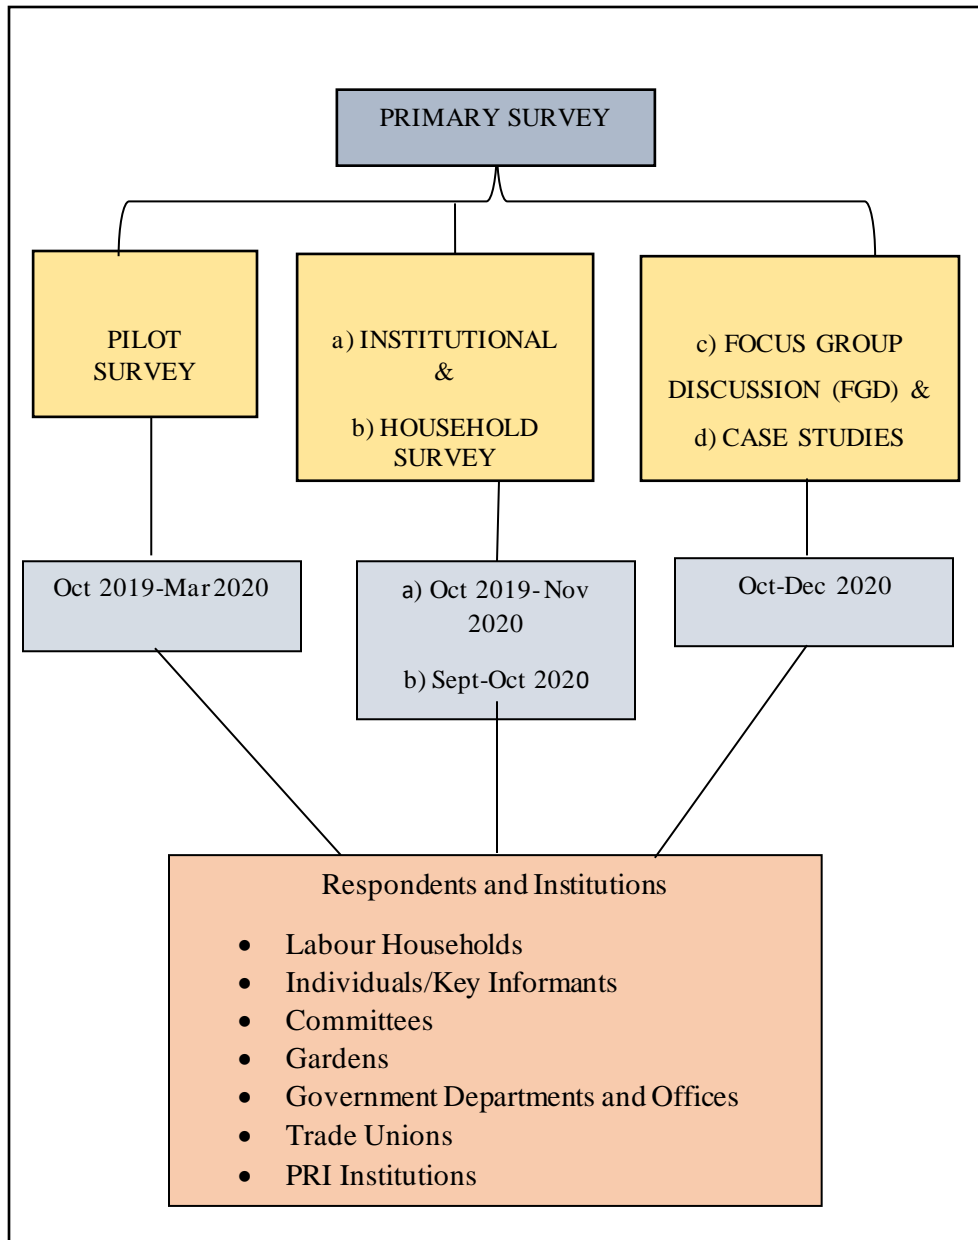 PRIMARY SURVEY
PILOT
SURVEY
a) INSTITUTIONAL
&
b) HOUSEHOLD
SURVEY
c) FOCUS GROUP
DISCUSSION (FGD) &
d) CASE STUDIES
Oct 2019-Mar 2020
a) Oct 2019-Nov
2020
b) Sept-Oct 2020
Oct-Dec 2020
Respondents and Institutions
• Labour Households
• Individuals/Key Informants
• Committees
• Gardens
• Government Departments and Offices
• Trade Unions
• PRI Institutions